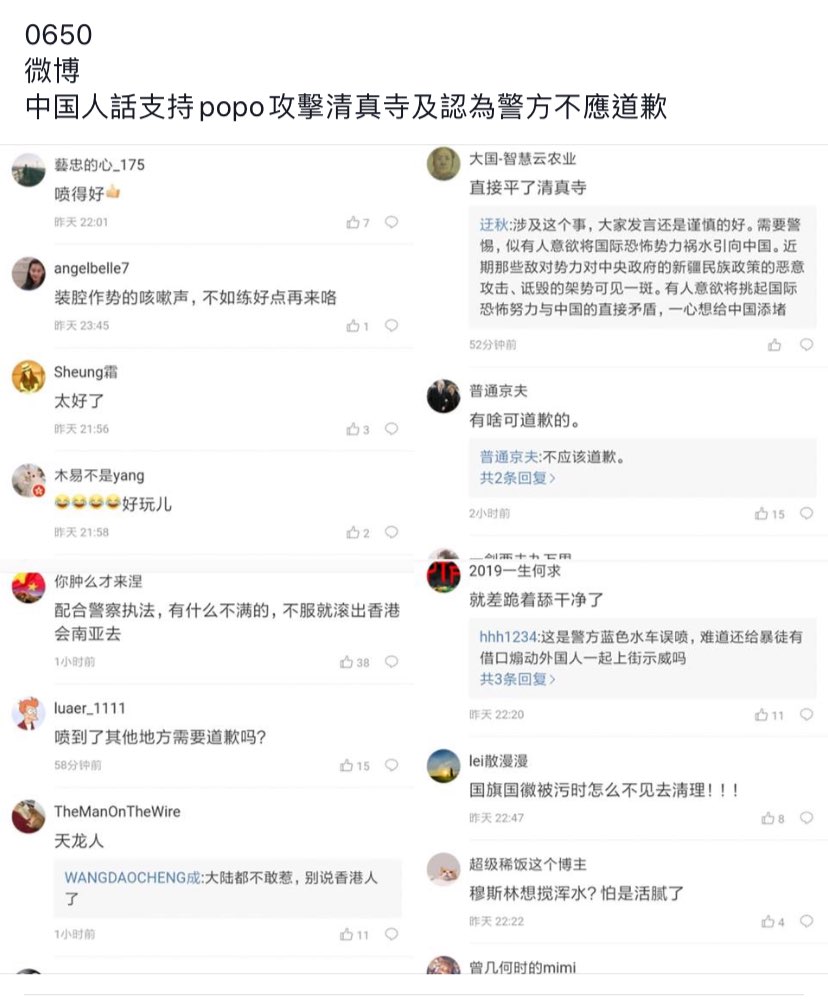 0650
微博
中国人話支持popo攻擊清真寺及認為警方不應道歉
藝忠的心_175
喷得好👍
昨天 22:01
7
angelbelle7
装腔作势的咳嗽声，不如练好点再来咯
昨天 23:45
1
Sheung霜
太好了
昨天 21:56
3
木易不是yang
😂😂😂😂好玩儿
昨天 21:58
2
你肿么才来涅
配合警察执法，有什么不满的，不服就滚出香港
会南亚去
1小时前
38
luaer_1111
喷到了其他地方需要道歉吗？
58分钟前
15
TheManOnTheWire
天龙人
WANGDAOCHENG成:大陆都不敢惹，别说香港人
了
1小时前
11
大国-智慧云农业
直接平了清真寺
迂秋:涉及这个事，大家发言还是谨慎的好。需要警
惕，似有人意欲将国际恐怖势力祸水引向中国。近
期那些敌对势力对中央政府的新疆民族政策的恶意
攻击、诋毁的架势可见一斑。有人意欲将挑起国际
恐怖努力与中国的直接矛盾，一心想给中国添堵
52分钟前
普通京夫
有啥可道歉的。
普通京夫:不应该道歉。
共2条回复>
2小时前
15
2019一生何求
就差跪着舔干净了
hhh1234:这是警方蓝色水车误喷，难道还给暴徒有
借口煽动外国人一起上街示威吗
共3条回复>
昨天 22:20
11
lei散漫漫
国旗国徽被污时怎么不见去清理！！！
昨天 22:47
8
超级稀饭这个博主
穆斯林想搅浑水？怕是活腻了
昨天 22:22
4
曾几何时的mimi